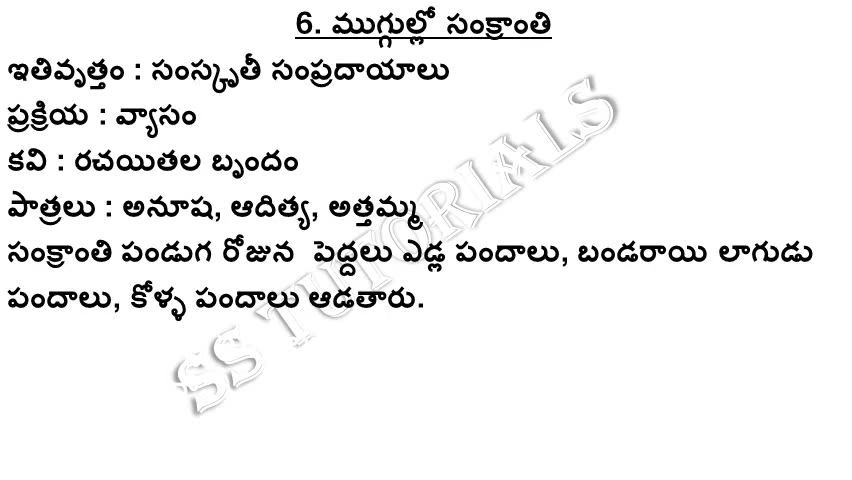 6. ముగ్గుల్లో సంక్రాంతి
ఇతివృత్తం : సంస్కృతీ సంప్రదాయాలు
ప్రక్రియ : వ్యాసం
కవి : రచయితల బృందం
పాత్రలు : అనూష, ఆదిత్య, అత్తమ్మ
సంక్రాంతి పండుగ రోజున పెద్దలు ఎడ్ల పందాలు, బండరాయి లాగుడు
పందాలు, కోళ్ళ పందాలు ఆడతారు.
SS TUTORIALS